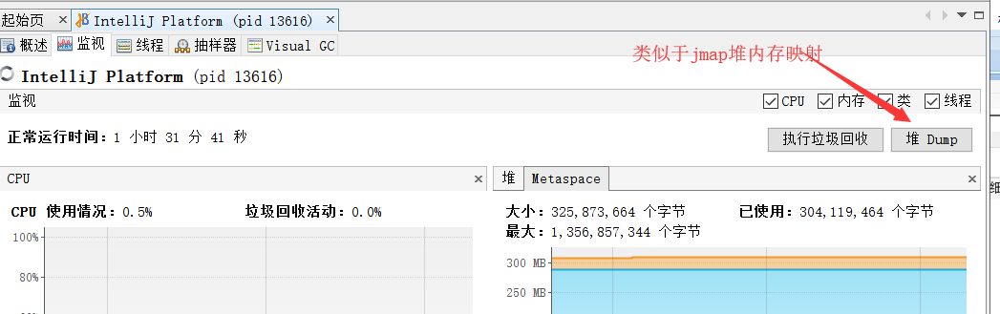 起始页 × IntelliJ Platform (pid 13616) ×
概述 监视 线程 抽样器 Visual GC
类似于jmap堆内存映射
IntelliJ Platform (pid 13616)
监视 CPU 内存 类 线程
正常运行时间：1 小时 31 分 41 秒 执行垃圾回收 堆 Dump
CPU × 堆 Metaspace ×
CPU 使用情况：0.5% 垃圾回收活动：0.0% 大小：325,873,664 个字节 已使用：304,119,464 个字节
最大：1,356,857,344 个字节
100%
300 MB
80%
250 MB
细